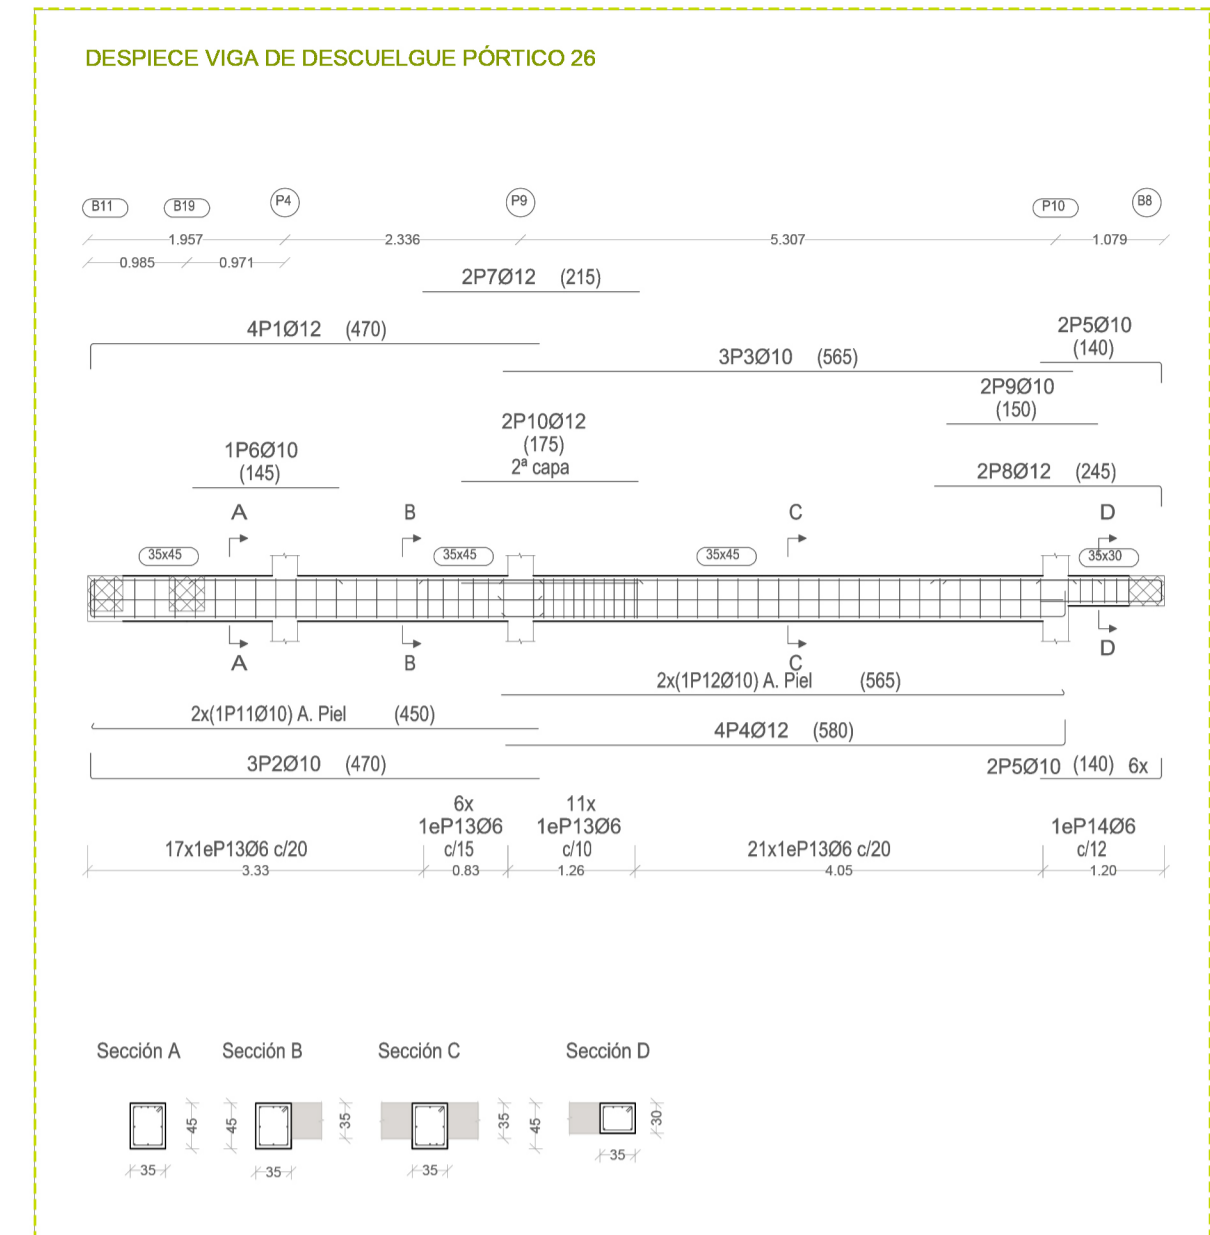 DESPIECE VIGA DE DESCUELGUE PÓRTICO 26
B11 B19 P4 P9 P10 B8
1.957 2.336 5.307 1.079
0.985 0.971
2P7Ø12 (215)
4P1Ø12 (470)
2P5Ø10
(140)
3P3Ø10 (565)
2P9Ø10
(150)
2P10Ø12
(175)
2ª capa
1P6Ø10
(145)
2P8Ø12 (245)
A B C D
35x45 35x45 35x45 35x30
A B C D
2x(1P12Ø10) A. Piel (565)
2x(1P11Ø10) A. Piel (450)
4P4Ø12 (580)
3P2Ø10 (470)
2P5Ø10 (140) 6x
6x 11x
1eP13Ø6 1eP13Ø6 1eP14Ø6
17x1eP13Ø6 c/20 c/15 c/10 21x1eP13Ø6 c/20 c/12
3.33 0.83 1.26 4.05 1.20
Sección A Sección B Sección C Sección D
45 45 35 35 45 30
35 35 35 35